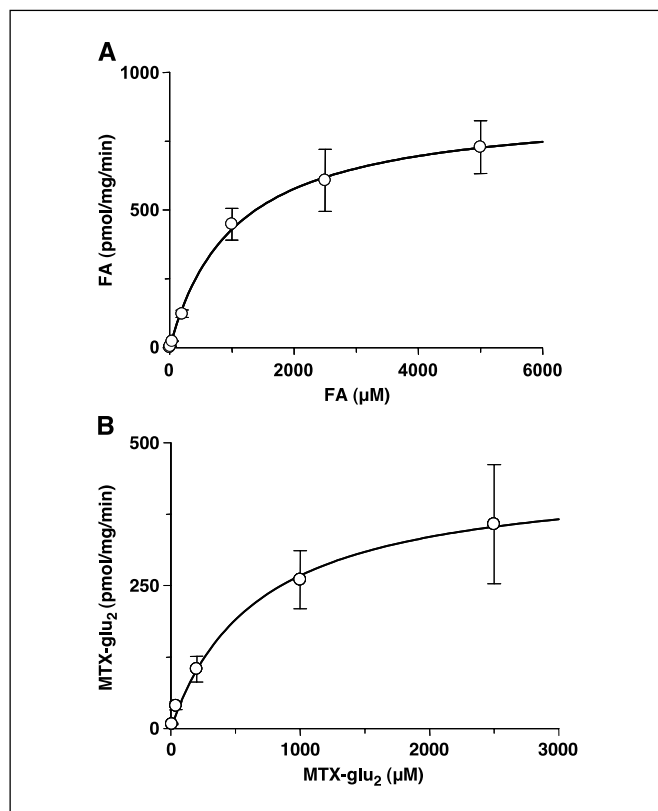 A
1000
500
0
FA (pmol/mg/min)
0 2000 4000 6000
FA (µM)
B
500
250
0
MTX-glu₂ (pmol/mg/min)
0 1000 2000 3000
MTX-glu₂ (µM)